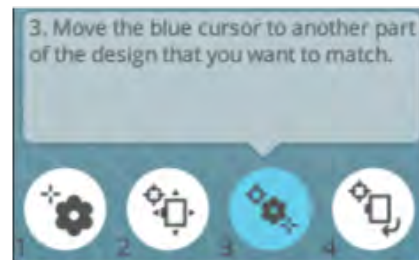 3. Move the blue cursor to another part
of the design that you want to match.
1 2 3 4